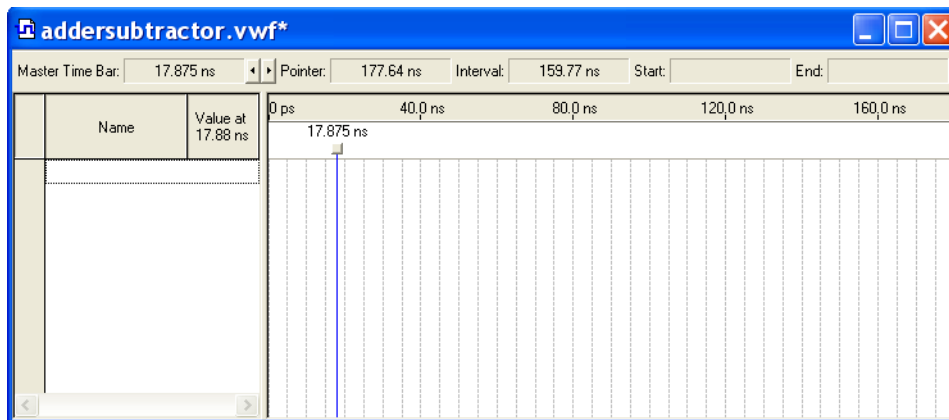 addersubtractor.vwf*
Master Time Bar: 17.875 ns Pointer: 177.64 ns Interval: 159.77 ns Start: End:
Name
Value at
17.88 ns
0 ps 40.0 ns 80.0 ns 120.0 ns 160.0 ns
17.875 ns